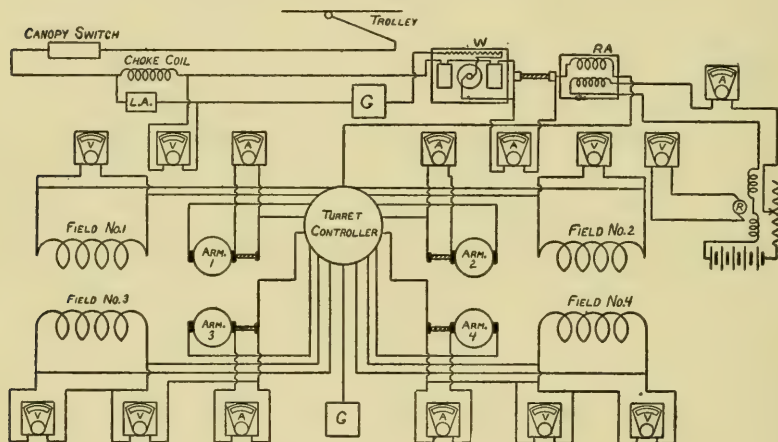 TROLLEY
CANOPY SWITCH
CHOKE COIL
W
RA
L.A.
G
A
V
V
A
A
A
V
V
R
FIELD NO.1
TURRET
CONTROLLER
FIELD NO.2
ARM.
1
ARM.
2
FIELD NO.3
FIELD NO.4
ARM.
3
ARM.
4
V
V
A
G
A
V
V